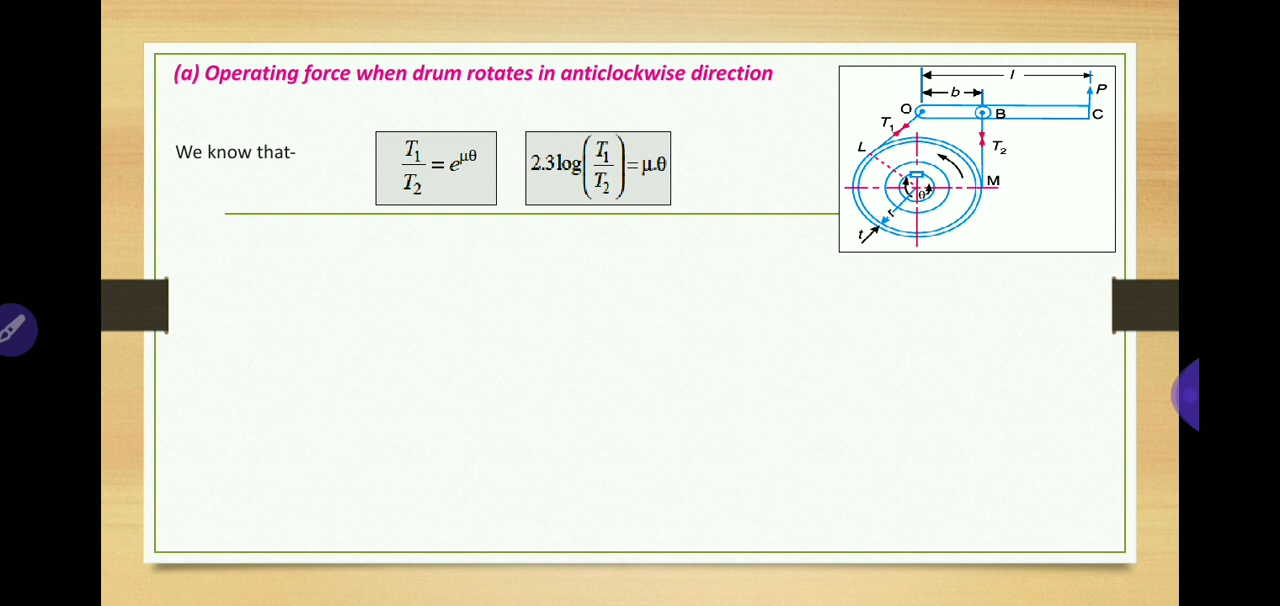 (a) Operating force when drum rotates in anticlockwise direction
We know that-
T₁/T₂ = e^μθ
2.3 log(T₁/T₂) = μ.θ
l
b
P
O
B
C
T₁
T₂
L
M
θ
r
t